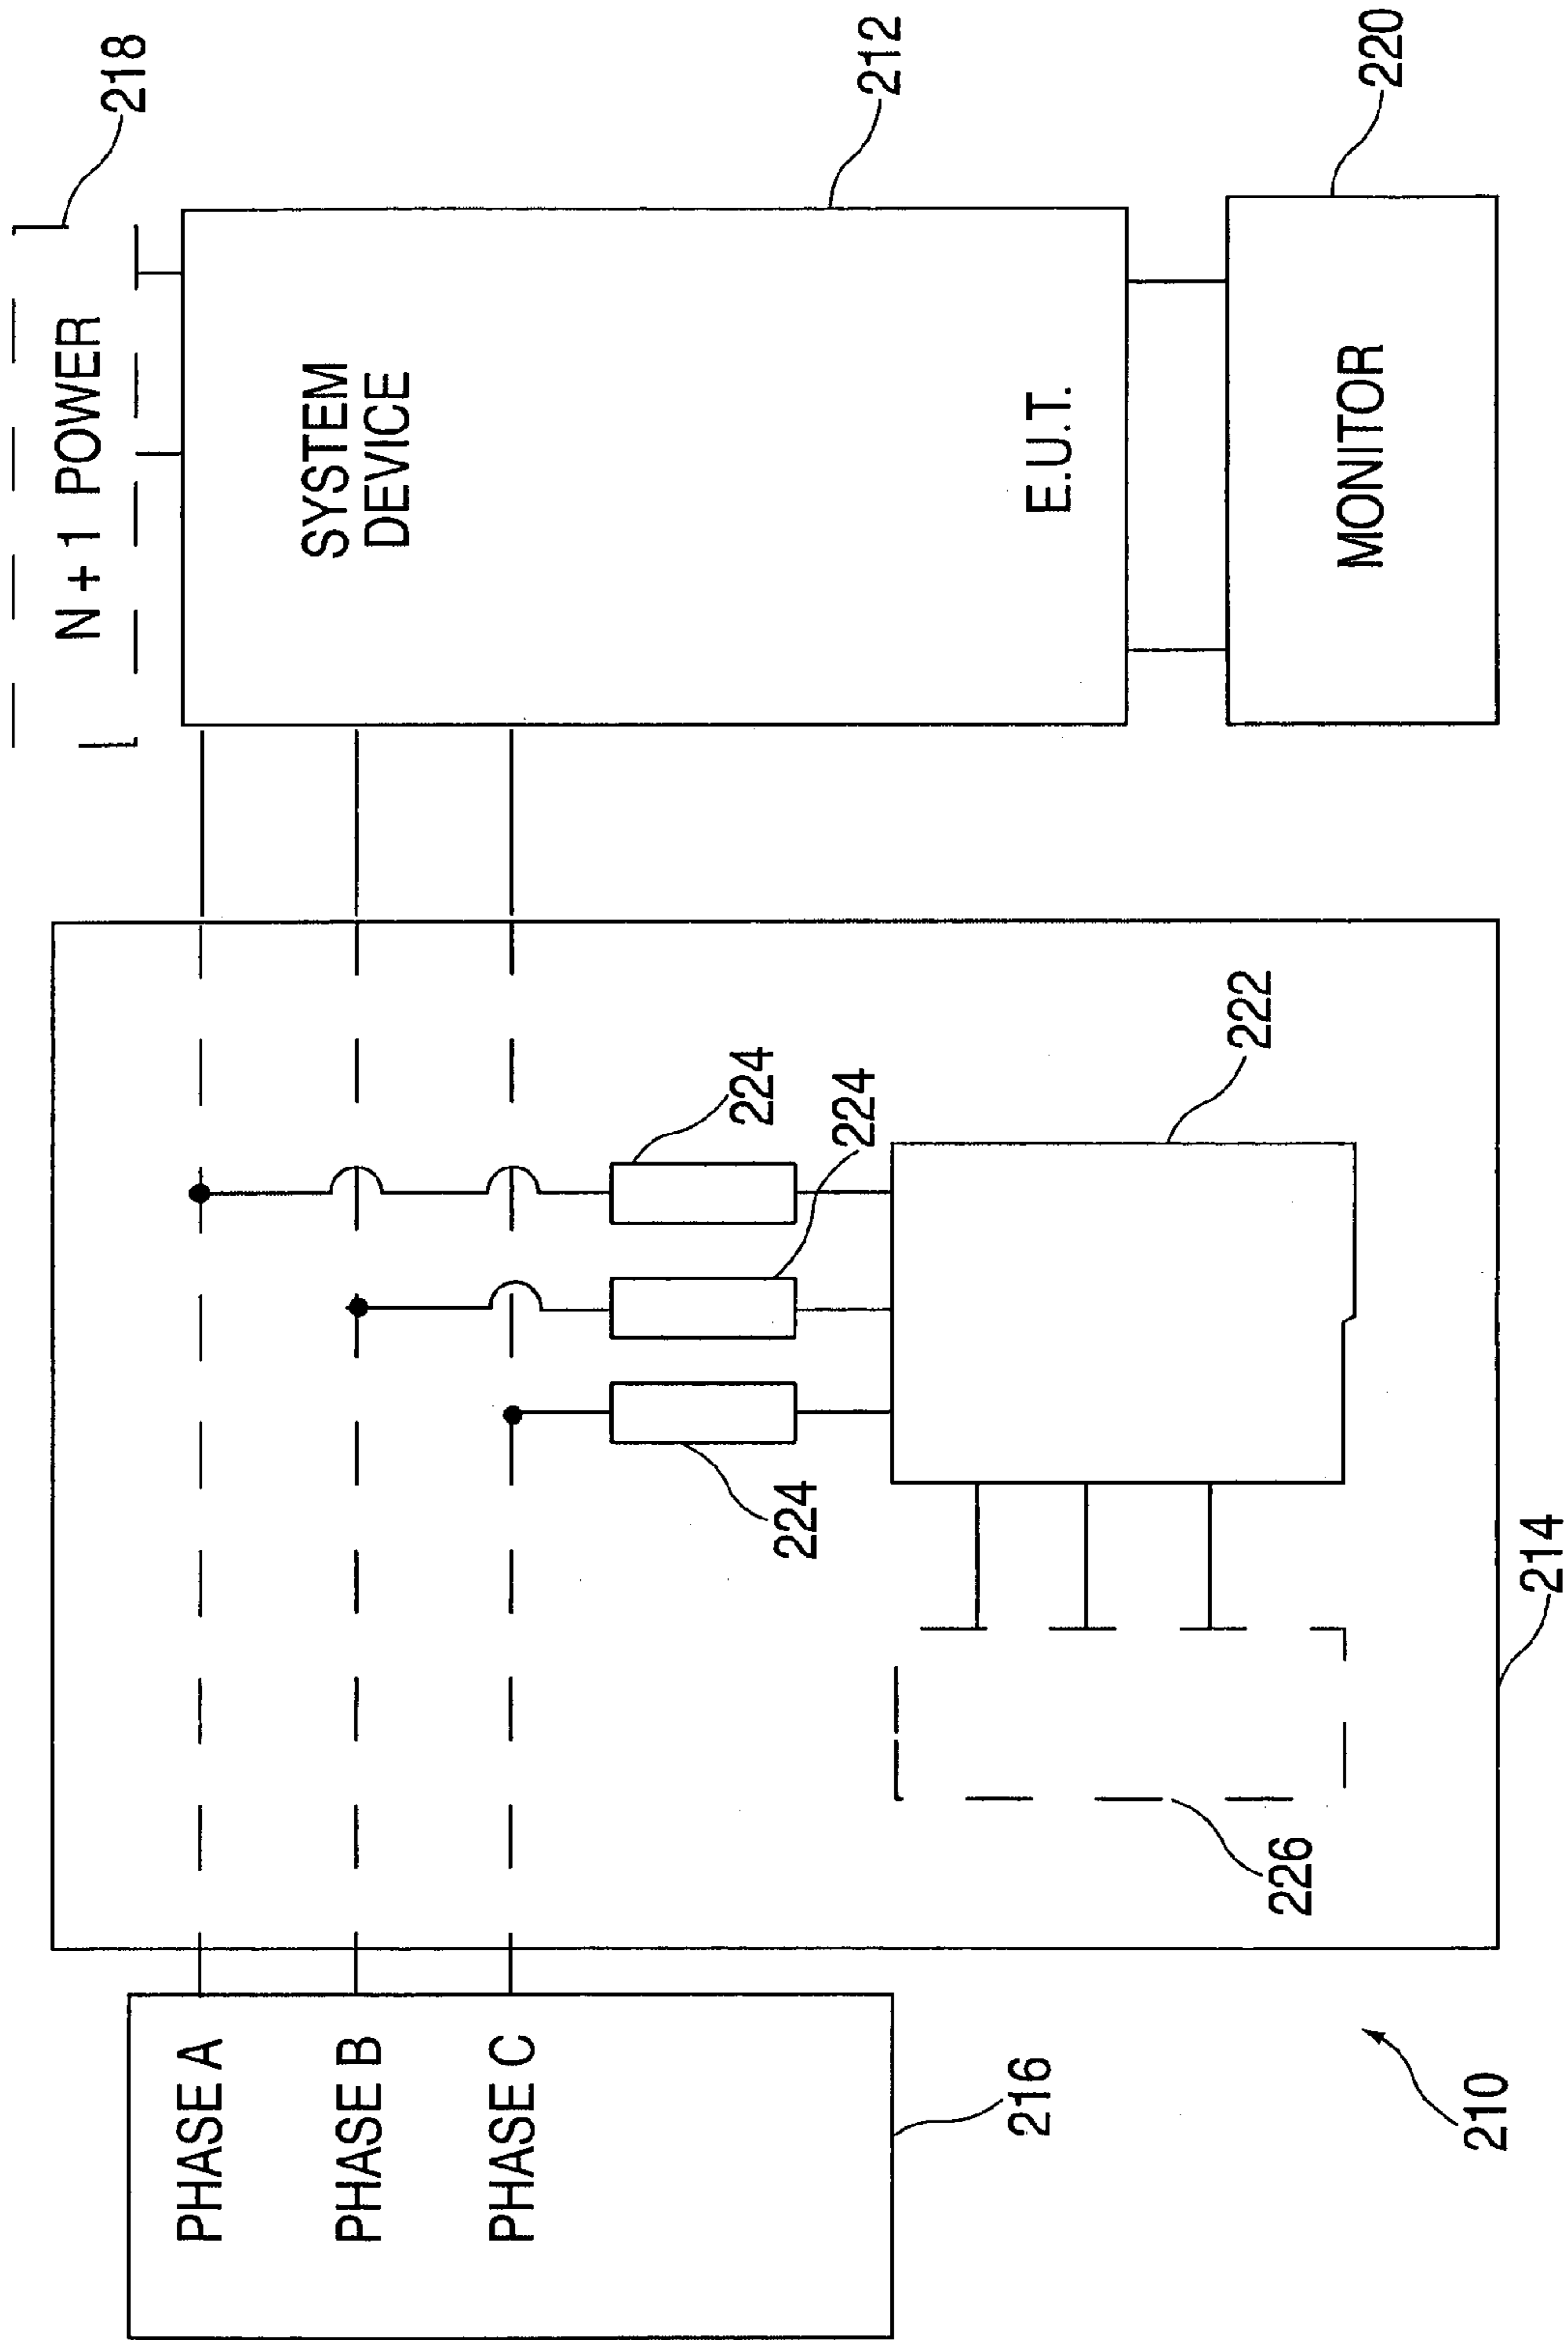 PHASE A
PHASE B
PHASE C
216
210
214
224
224
224
222
226
N + 1 POWER
218
SYSTEM
DEVICE
E.U.T.
212
MONITOR
220